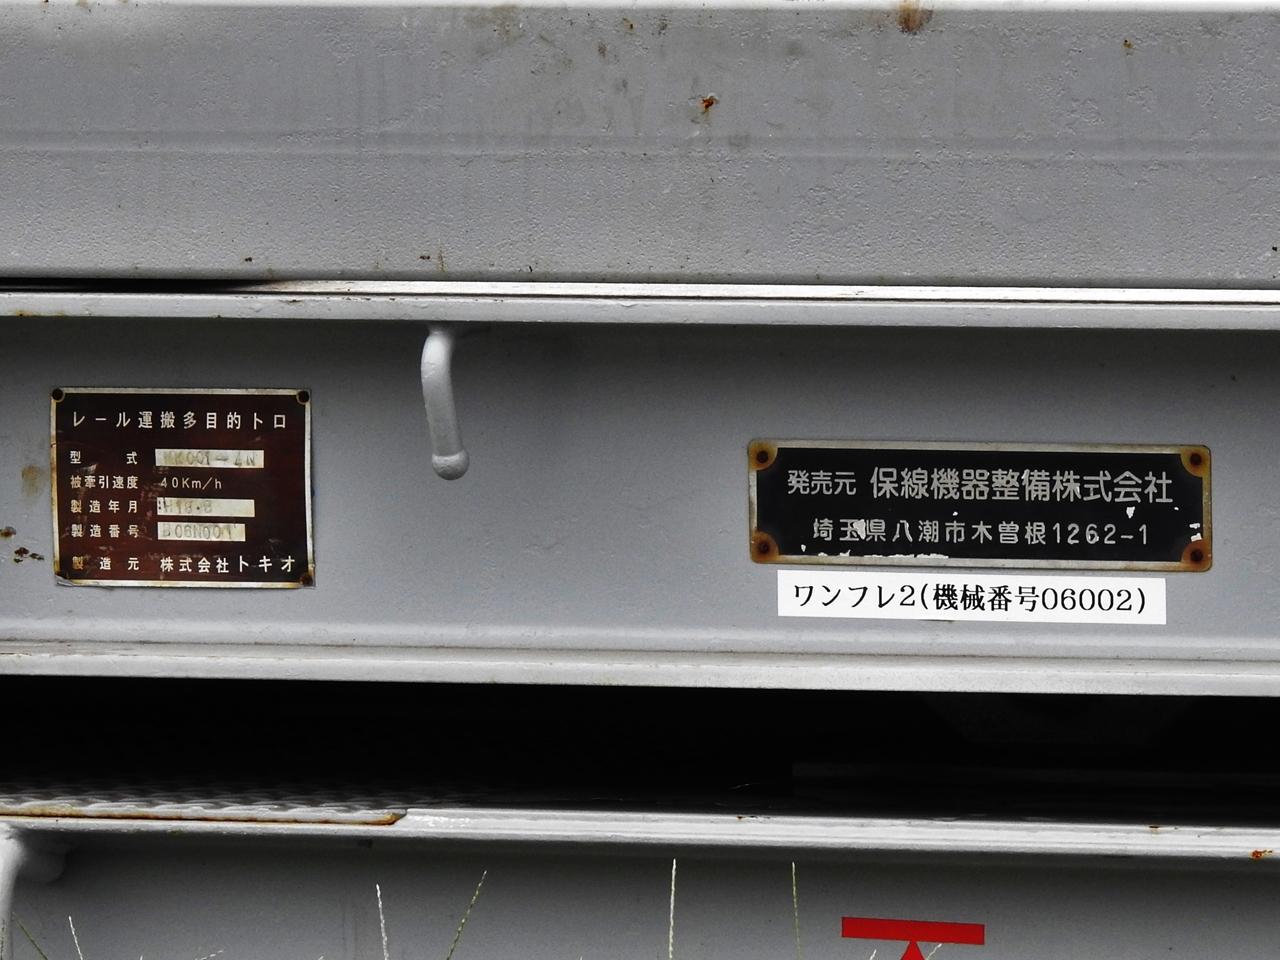 レール運搬多目的トロ
型式
被牽引速度 40Km/h
製造年月 H18.8
製造番号 B06N001
製造元 株式会社トキオ
発売元 保線機器整備株式会社
埼玉県八潮市木曽根1262-1
ワンフレ2(機械番号06002)